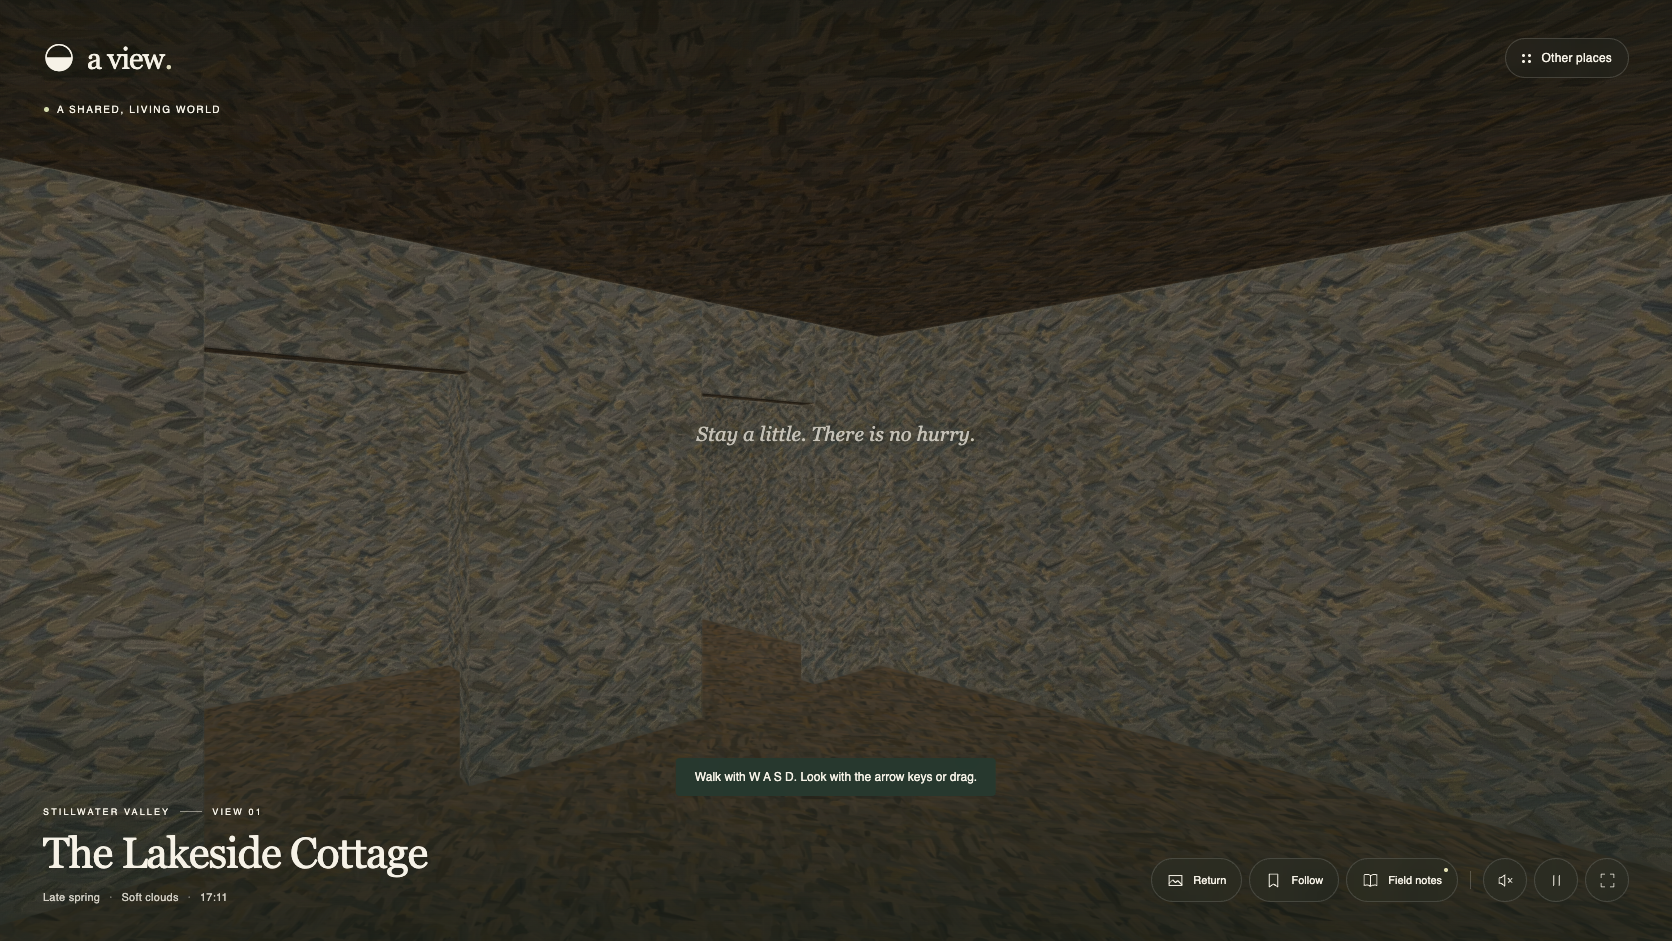 a view.
Other places
A SHARED, LIVING WORLD
Stay a little. There is no hurry.
Walk with W A S D. Look with the arrow keys or drag.
STILLWATER VALLEY — VIEW 01
The Lakeside Cottage
Late spring · Soft clouds · 17:11
Return
Follow
Field notes